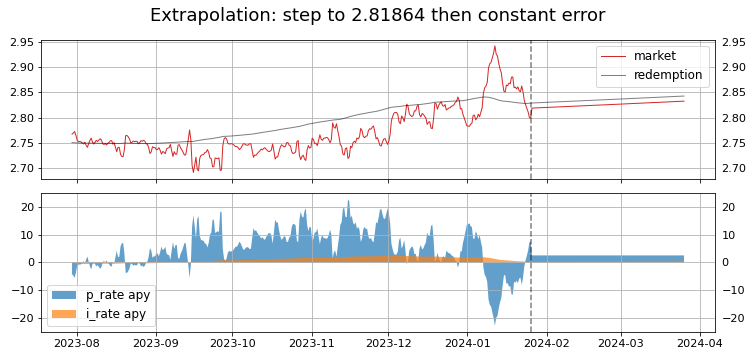 Extrapolation: step to 2.81864 then constant error
2.95 2.95
market
2.90 2.90
redemption
2.85 2.85
2.80 2.80
2.75 2.75
2.70 2.70
20 20
10 10
0 0
−10 −10
p_rate apy
i_rate apy
−20 −20
2023-08 2023-09 2023-10 2023-11 2023-12 2024-01 2024-02 2024-03 2024-04